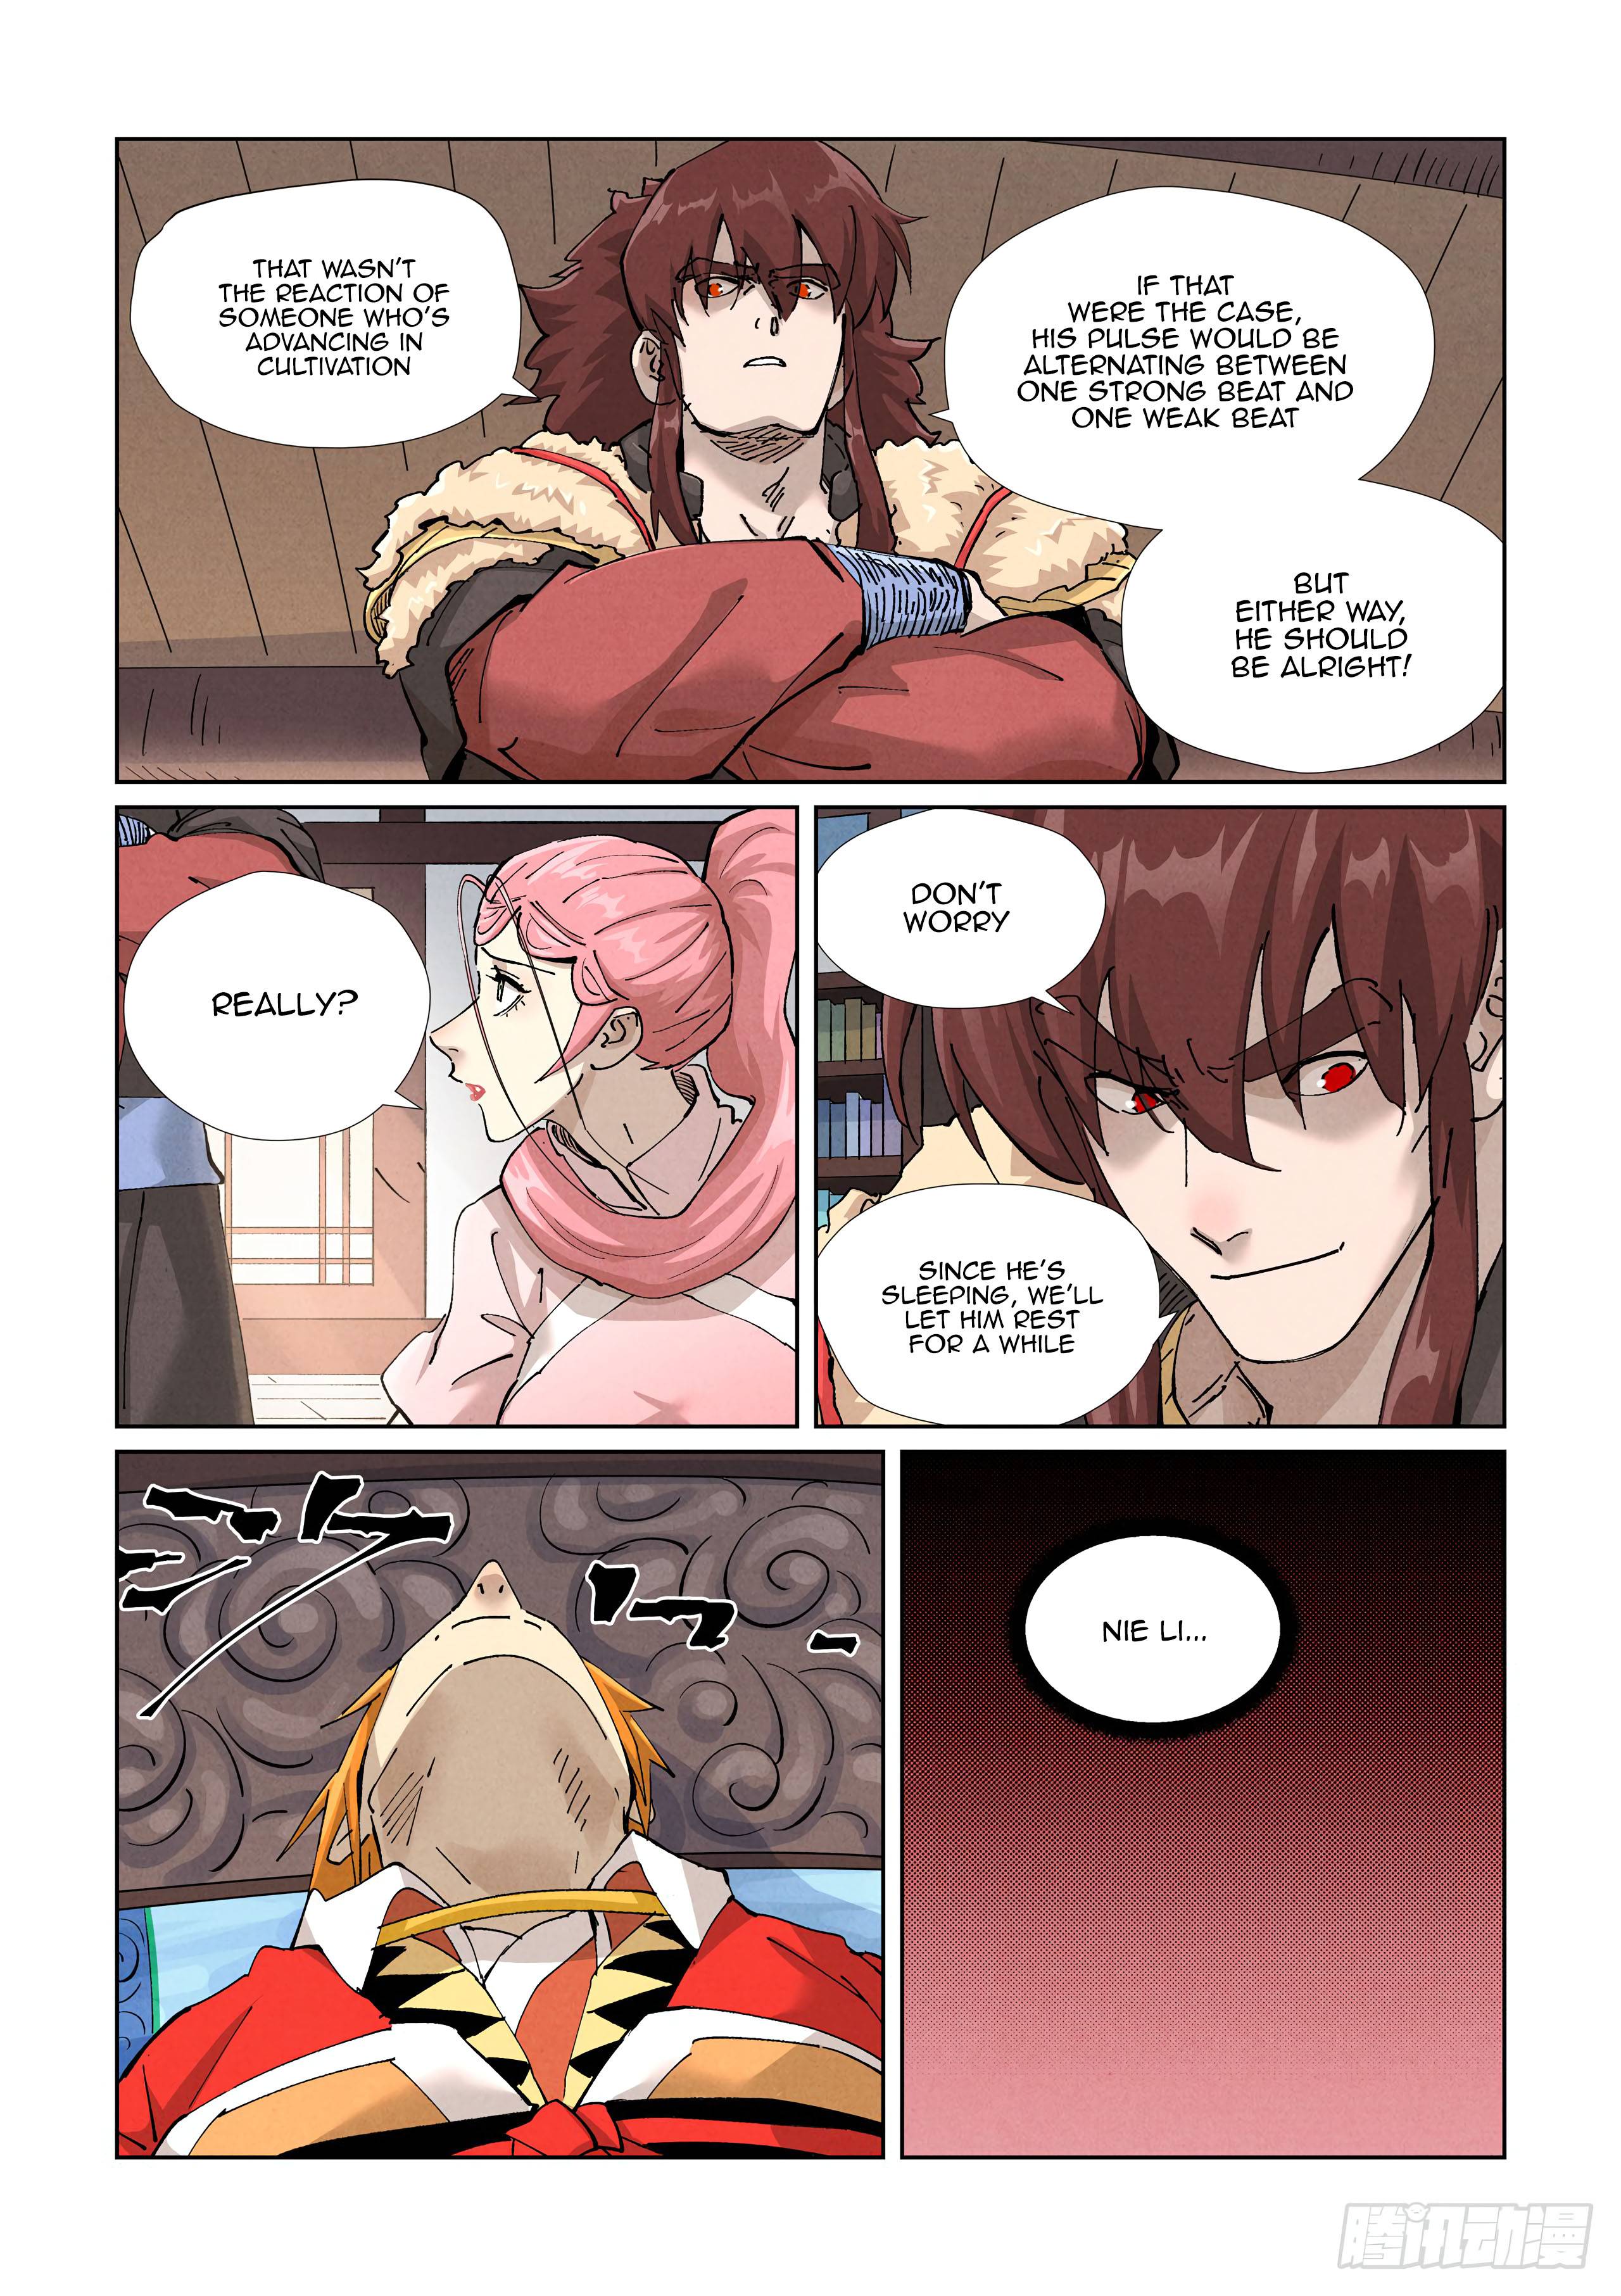 THAT WASN'T
THE REACTION OF
SOMEONE WHO'S
ADVANCING IN
CULTIVATION
IF THAT
WERE THE CASE,
HIS PULSE WOULD BE
ALTERNATING BETWEEN
ONE STRONG BEAT AND
ONE WEAK BEAT
BUT
EITHER WAY,
HE SHOULD
BE ALRIGHT!
REALLY?
DON'T
WORRY
SINCE HE'S
SLEEPING, WE'LL
LET HIM REST
FOR A WHILE
NIE LI...
腾讯动漫